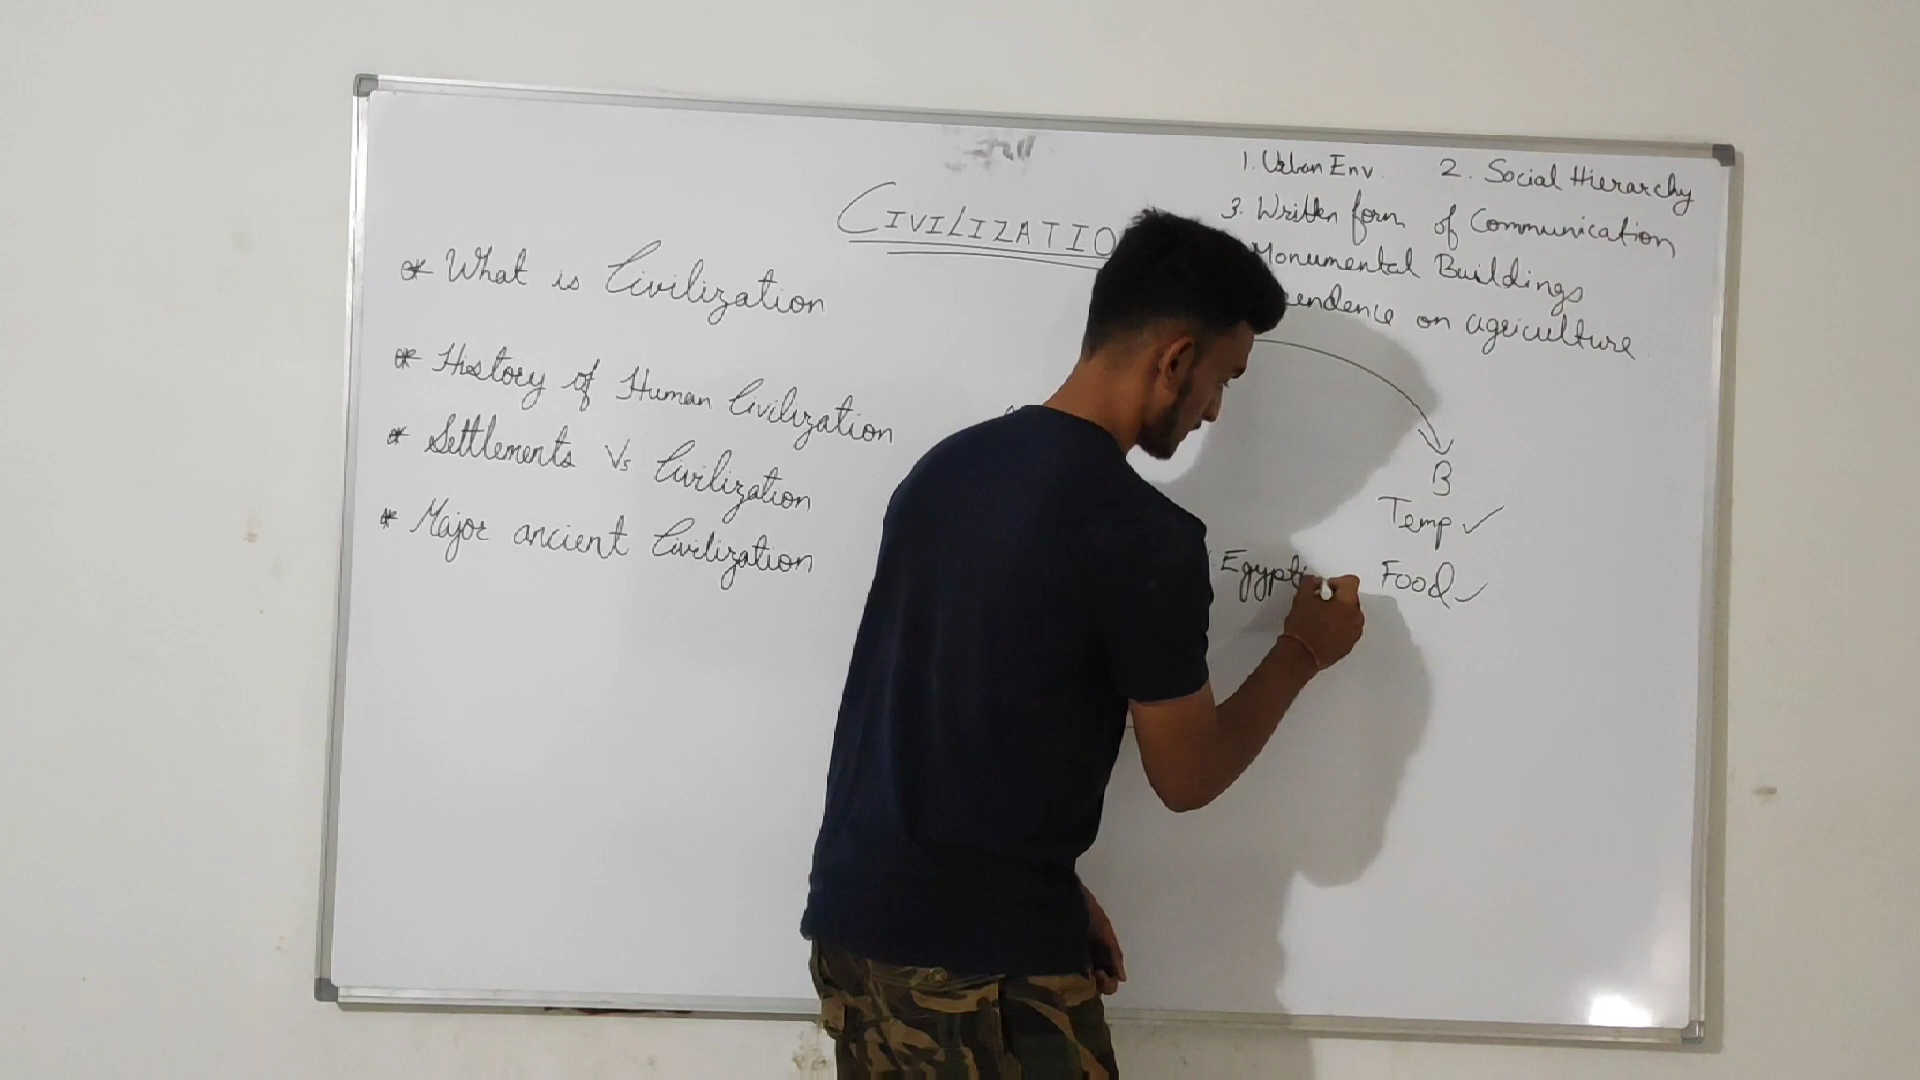 CIVILIZATIO
* What is Civilization
* History of Human Civilization
* Settlements Vs Civilization
* Major ancient Civilization
1. Urban Env. 2. Social Hierarchy
3. Written form of Communication
Monumental Buildings
endence on agriculture
B
Temp ✓
Egypti
Food ✓